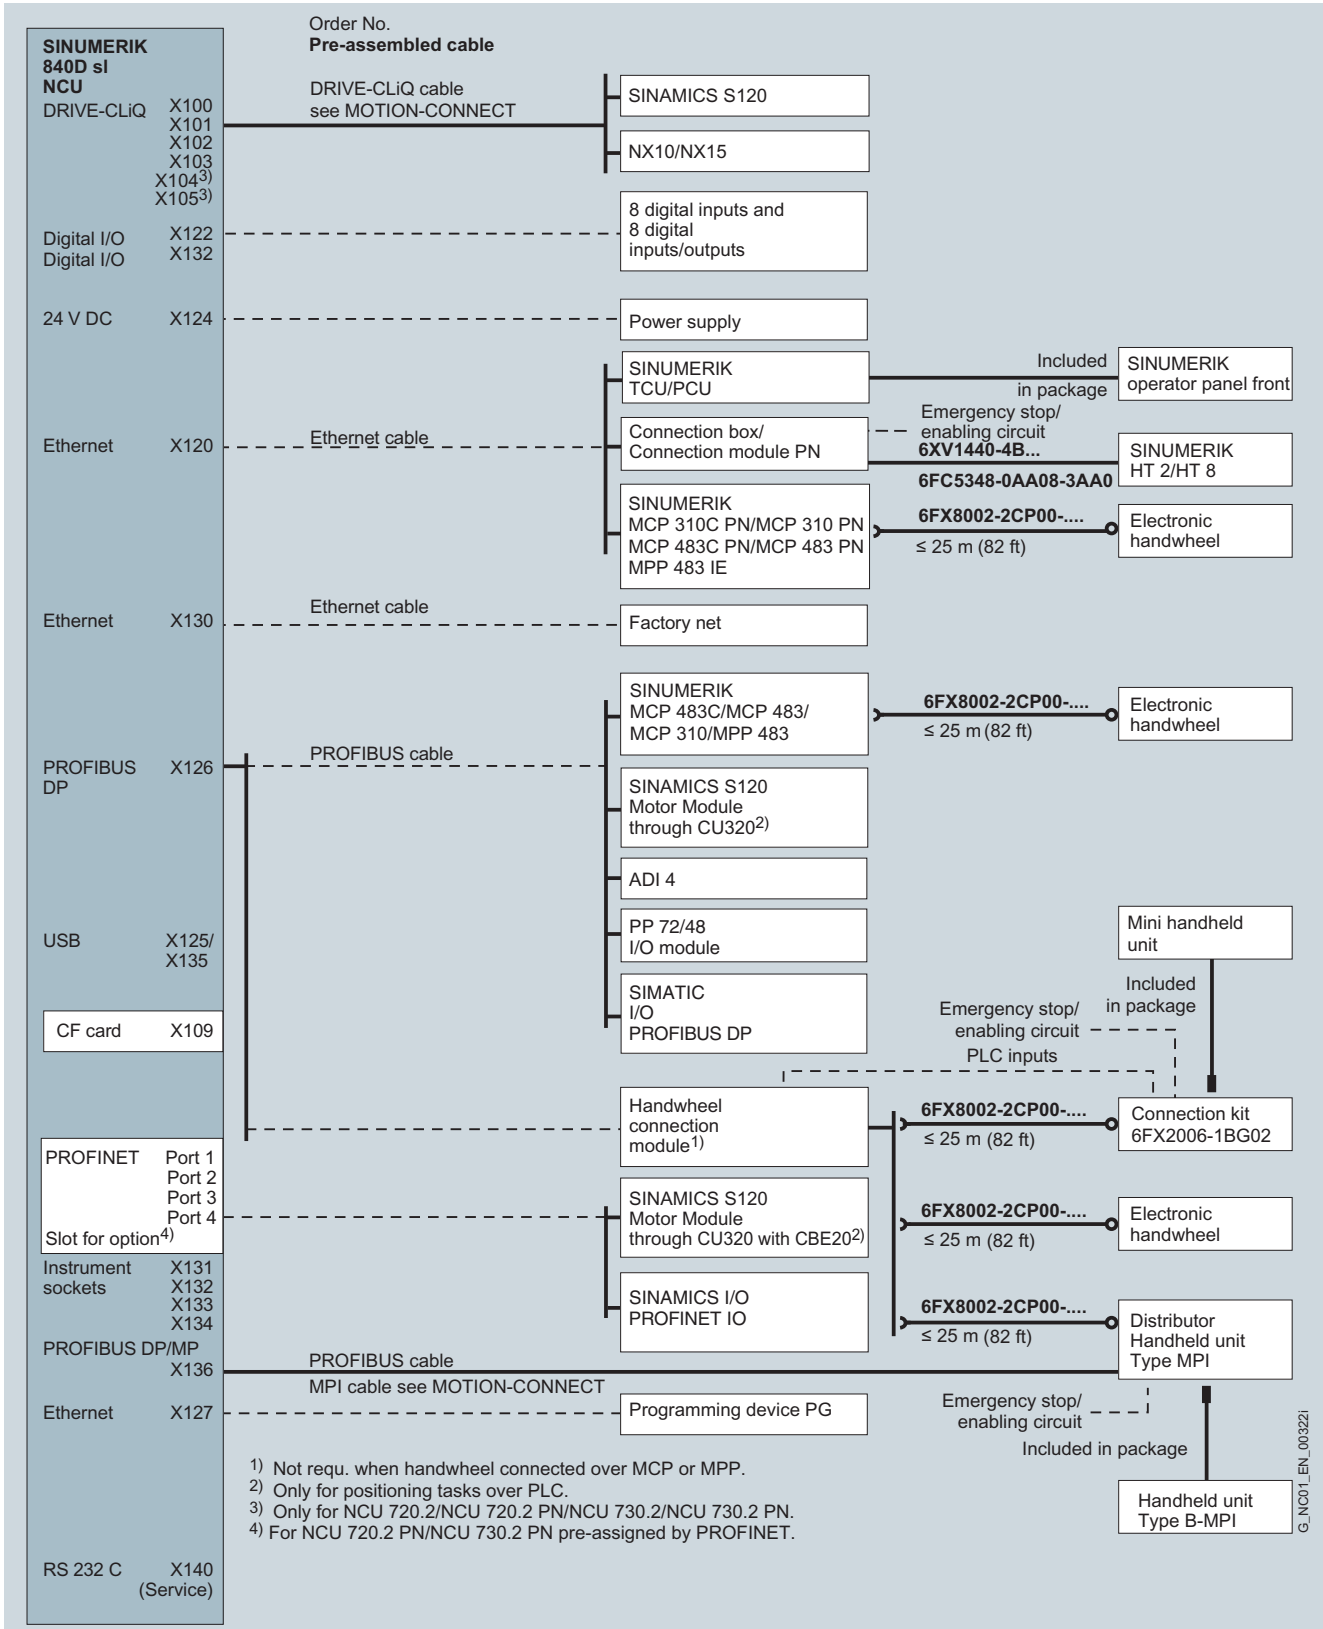 Order No.
Pre-assembled cable
SINUMERIK
840D sl
NCU
DRIVE-CLiQ X100
X101
X102
X103
X1043)
X1053)
DRIVE-CLiQ cable
see MOTION-CONNECT
SINAMICS S120
NX10/NX15
Digital I/O X122
Digital I/O X132
8 digital inputs and
8 digital
inputs/outputs
24 V DC X124
Power supply
SINUMERIK
TCU/PCU
Included
in package
SINUMERIK
operator panel front
Ethernet X120
Ethernet cable
Connection box/
Connection module PN
Emergency stop/
enabling circuit
6XV1440-4B...
6FC5348-0AA08-3AA0
SINUMERIK
HT 2/HT 8
SINUMERIK
MCP 310C PN/MCP 310 PN
MCP 483C PN/MCP 483 PN
MPP 483 IE
6FX8002-2CP00-....
≤ 25 m (82 ft)
Electronic
handwheel
Ethernet X130
Ethernet cable
Factory net
SINUMERIK
MCP 483C/MCP 483/
MCP 310/MPP 483
6FX8002-2CP00-....
≤ 25 m (82 ft)
Electronic
handwheel
PROFIBUS X126
DP
PROFIBUS cable
SINAMICS S120
Motor Module
through CU3202)
ADI 4
PP 72/48
I/O module
SIMATIC
I/O
PROFIBUS DP
USB X125/
X135
CF card X109
Mini handheld
unit
Included
in package
Emergency stop/
enabling circuit
PLC inputs
Handwheel
connection
module1)
6FX8002-2CP00-....
≤ 25 m (82 ft)
Connection kit
6FX2006-1BG02
PROFINET Port 1
Port 2
Port 3
Port 4
Slot for option4)
SINAMICS S120
Motor Module
through CU320 with CBE202)
6FX8002-2CP00-....
≤ 25 m (82 ft)
Electronic
handwheel
Instrument X131
sockets X132
X133
X134
SINAMICS I/O
PROFINET IO
6FX8002-2CP00-....
≤ 25 m (82 ft)
Distributor
Handheld unit
Type MPI
PROFIBUS DP/MP
X136
PROFIBUS cable
MPI cable see MOTION-CONNECT
Ethernet X127
Programming device PG
Emergency stop/
enabling circuit
Included in package
Handheld unit
Type B-MPI
1) Not requ. when handwheel connected over MCP or MPP.
2) Only for positioning tasks over PLC.
3) Only for NCU 720.2/NCU 720.2 PN/NCU 730.2/NCU 730.2 PN.
4) For NCU 720.2 PN/NCU 730.2 PN pre-assigned by PROFINET.
RS 232 C X140
(Service)
G_NC01_EN_00322i